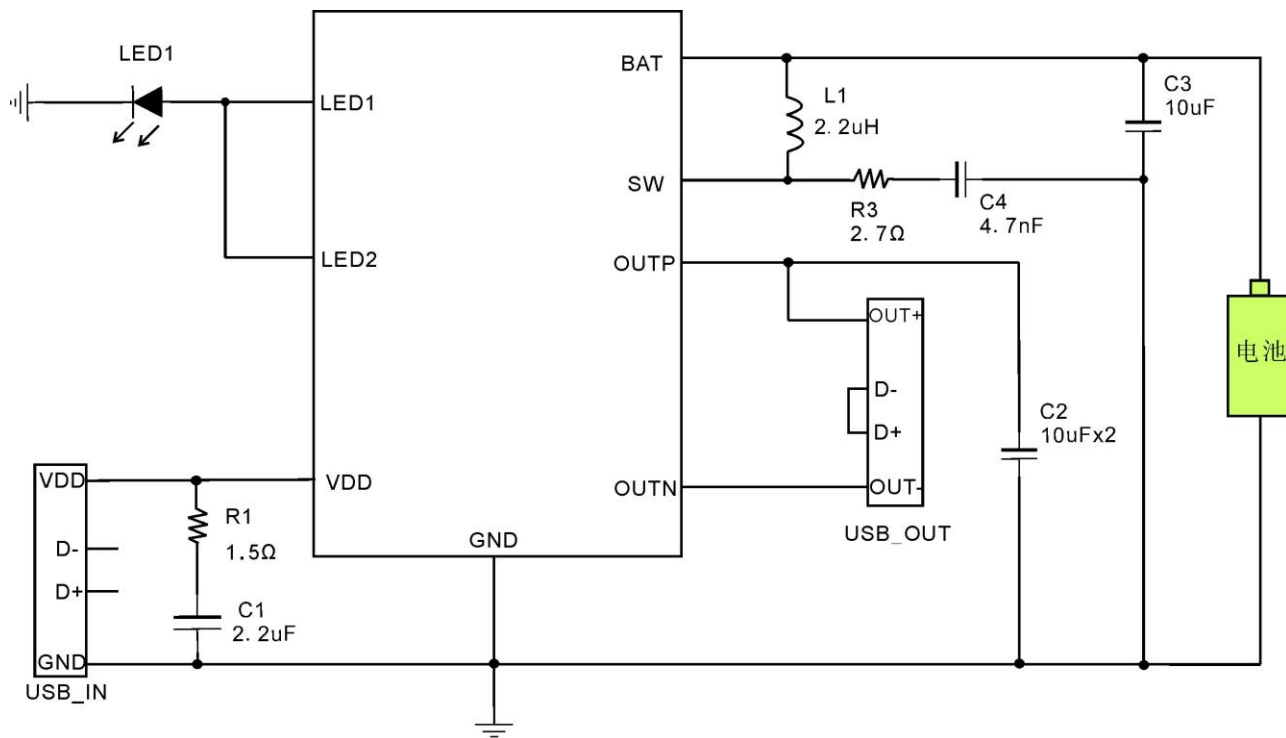 LED1
LED1
LED2
VDD
GND
BAT
SW
OUTP
OUTN
L1
2.2uH
R3
2.7Ω
C4
4.7nF
C3
10uF
电池
OUT+
D-
D+
OUT-
USB_OUT
C2
10uFx2
VDD
D-
D+
GND
USB_IN
R1
1.5Ω
C1
2.2uF